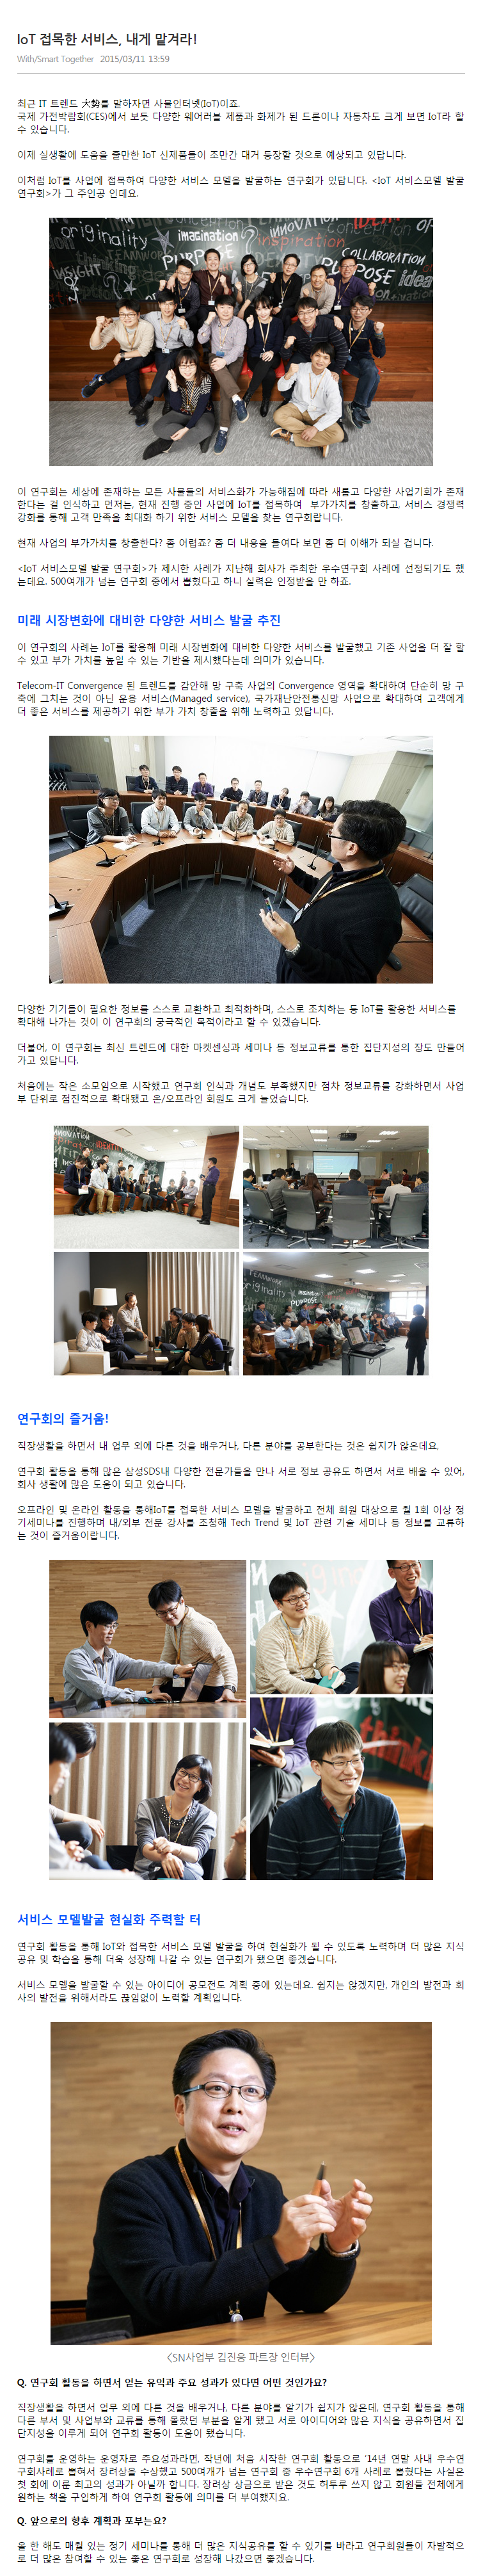 IoT 접목한 서비스, 내게 맡겨라!
With/Smart Together 2015/03/11 13:59
최근 IT 트렌드 大勢를 말하자면 사물인터넷(IoT)이죠.
국제 가전박람회(CES)에서 보듯 다양한 웨어러블 제품과 화제가 된 드론이나 자동차도 크게 보면 IoT라 할
수 있습니다.
이제 실생활에 도움을 줄만한 IoT 신제품들이 조만간 대거 등장할 것으로 예상되고 있답니다.
이처럼 IoT를 사업에 접목하여 다양한 서비스 모델을 발굴하는 연구회가 있답니다. <IoT 서비스모델 발굴
연구회>가 그 주인공 인데요.
originality
imagination
PURPOSE
inspiration
INNOVATION
conception
COLLABORATION
PURPOSE
idea
이 연구회는 세상에 존재하는 모든 사물들의 서비스화가 가능해짐에 따라 새롭고 다양한 사업기회가 존재
한다는 걸 인식하고 먼저는, 현재 진행 중인 사업에 IoT를 접목하여 부가가치를 창출하고, 서비스 경쟁력
강화를 통해 고객 만족을 최대화 하기 위한 서비스 모델을 찾는 연구회랍니다.
현재 사업의 부가가치를 창출한다? 좀 어렵죠? 좀 더 내용을 들여다 보면 좀 더 이해가 되실 겁니다.
<IoT 서비스모델 발굴 연구회>가 제시한 사례가 지난해 회사가 주최한 우수연구회 사례에 선정되기도 했
는데요. 500여개가 넘는 연구회 중에서 뽑혔다고 하니 실력은 인정받을 만 하죠.
미래 시장변화에 대비한 다양한 서비스 발굴 추진
이 연구회의 사례는 IoT를 활용해 미래 시장변화에 대비한 다양한 서비스를 발굴했고 기존 사업을 더 잘 할
수 있고 부가 가치를 높일 수 있는 기반을 제시했다는데 의미가 있습니다.
Telecom-IT Convergence 된 트렌드를 감안해 망 구축 사업의 Convergence 영역을 확대하여 단순히 망 구
축에 그치는 것이 아닌 운용 서비스(Managed service), 국가재난안전통신망 사업으로 확대하여 고객에게
더 좋은 서비스를 제공하기 위한 부가 가치 창출을 위해 노력하고 있답니다.
다양한 기기들이 필요한 정보를 스스로 교환하고 최적화하며, 스스로 조치하는 등 IoT를 활용한 서비스를
확대해 나가는 것이 이 연구회의 궁극적인 목적이라고 할 수 있겠습니다.
더불어, 이 연구회는 최신 트렌드에 대한 마켓센싱과 세미나 등 정보교류를 통한 집단지성의 장도 만들어
가고 있답니다.
처음에는 작은 소모임으로 시작했고 연구회 인식과 개념도 부족했지만 점차 정보교류를 강화하면서 사업
부 단위로 점진적으로 확대됐고 온/오프라인 회원도 크게 늘었습니다.
연구회의 즐거움!
직장생활을 하면서 내 업무 외에 다른 것을 배우거나, 다른 분야를 공부한다는 것은 쉽지가 않은데요,
연구회 활동을 통해 많은 삼성SDS내 다양한 전문가들을 만나 서로 정보 공유도 하면서 서로 배울 수 있어,
회사 생활에 많은 도움이 되고 있습니다.
오프라인 및 온라인 활동을 통해IoT를 접목한 서비스 모델을 발굴하고 전체 회원 대상으로 월 1회 이상 정
기세미나를 진행하며 내/외부 전문 강사를 초청해 Tech Trend 및 IoT 관련 기술 세미나 등 정보를 교류하
는 것이 즐거움이랍니다.
서비스 모델발굴 현실화 주력할 터
연구회 활동을 통해 IoT와 접목한 서비스 모델 발굴을 하여 현실화가 될 수 있도록 노력하며 더 많은 지식
공유 및 학습을 통해 더욱 성장해 나갈 수 있는 연구회가 됐으면 좋겠습니다.
서비스 모델을 발굴할 수 있는 아이디어 공모전도 계획 중에 있는데요. 쉽지는 않겠지만, 개인의 발전과 회
사의 발전을 위해서라도 끊임없이 노력할 계획입니다.
<SN사업부 김진응 파트장 인터뷰>
Q. 연구회 활동을 하면서 얻는 유익과 주요 성과가 있다면 어떤 것인가요?
직장생활을 하면서 업무 외에 다른 것을 배우거나, 다른 분야를 알기가 쉽지가 않은데, 연구회 활동을 통해
다른 부서 및 사업부와 교류를 통해 몰랐던 부분을 알게 됐고 서로 아이디어와 많은 지식을 공유하면서 집
단지성을 이루게 되어 연구회 활동이 도움이 됐습니다.
연구회를 운영하는 운영자로 주요성과라면, 작년에 처음 시작한 연구회 활동으로 '14년 연말 사내 우수연
구회사례로 뽑혀서 장려상을 수상했고 500여개가 넘는 연구회 중 우수연구회 6개 사례로 뽑혔다는 사실은
첫 회에 이룬 최고의 성과가 아닐까 합니다. 장려상 상금으로 받은 것도 허투루 쓰지 않고 회원들 전체에게
원하는 책을 구입하게 하여 연구회 활동에 의미를 더 부여했지요.
Q. 앞으로의 향후 계획과 포부는요?
올 한 해도 매월 있는 정기 세미나를 통해 더 많은 지식공유를 할 수 있기를 바라고 연구회원들이 자발적으
로 더 많은 참여할 수 있는 좋은 연구회로 성장해 나갔으면 좋겠습니다.